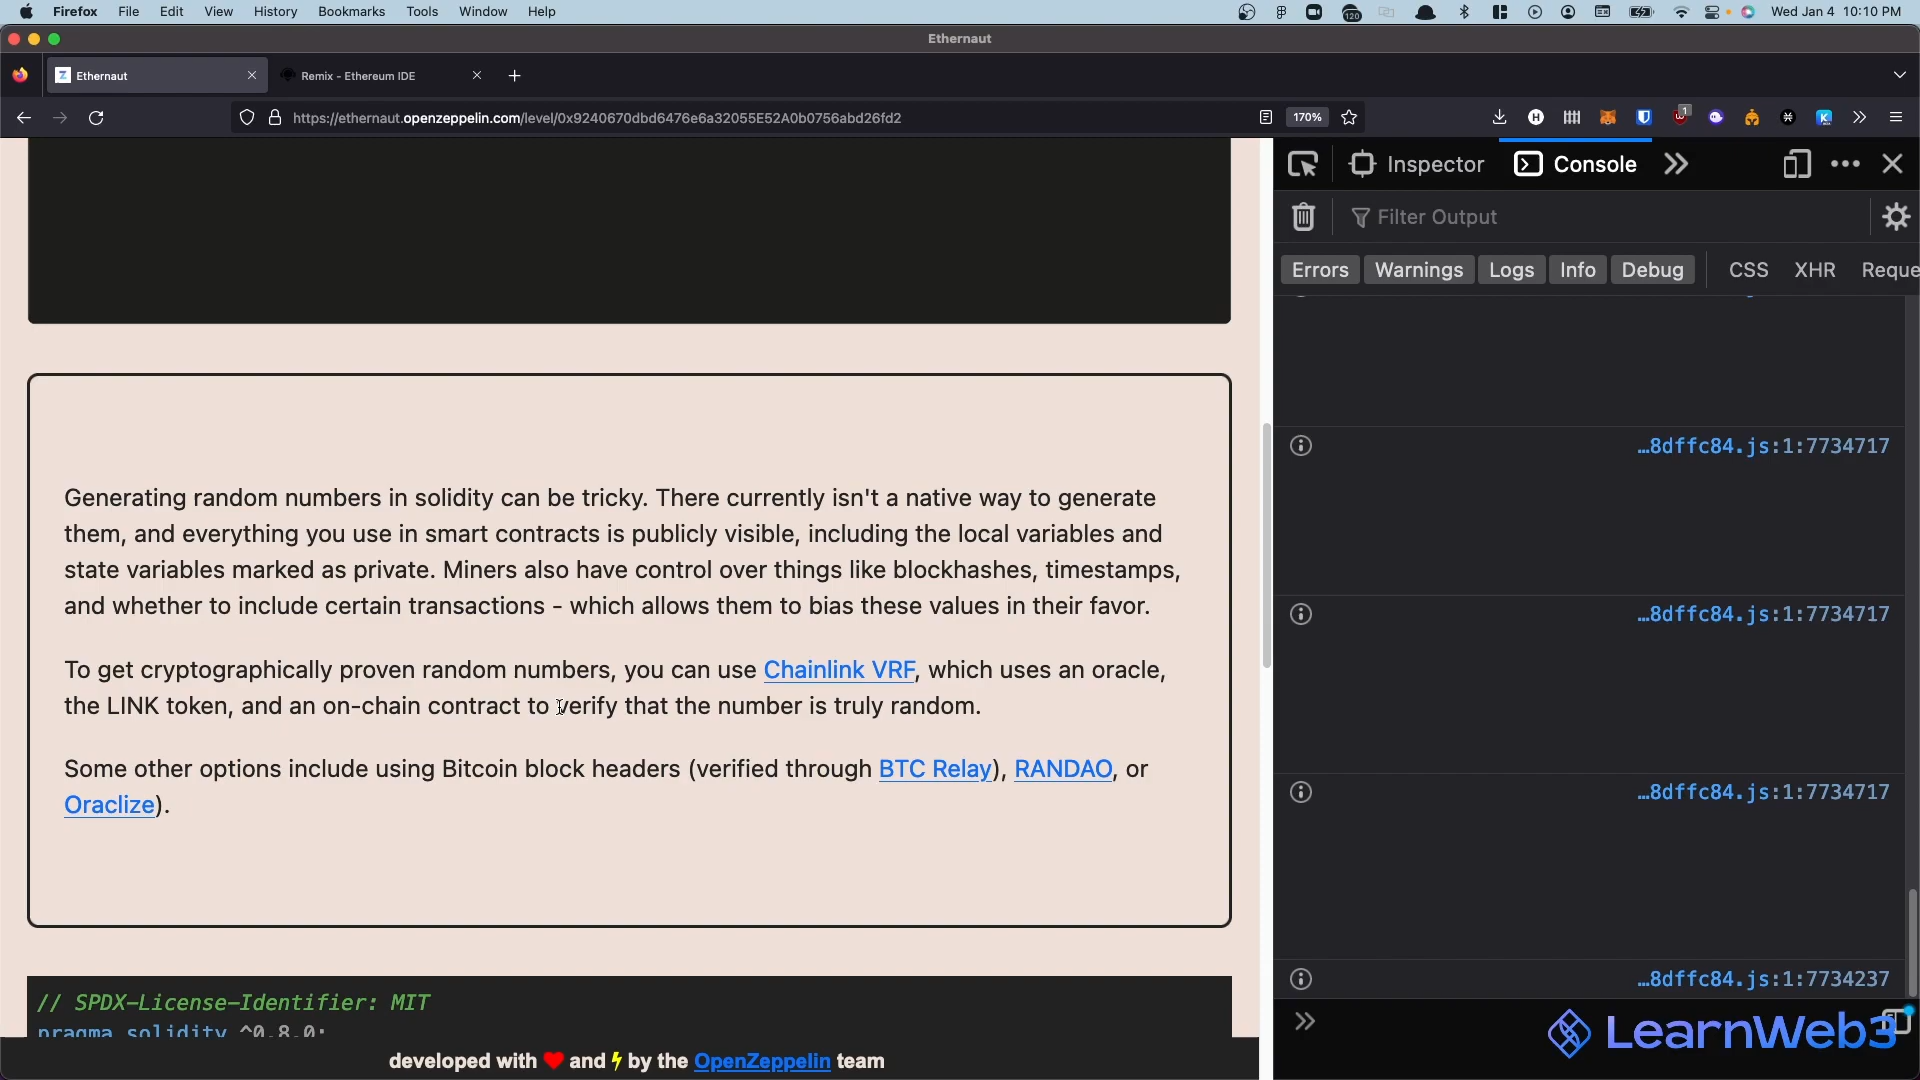 Firefox File Edit View History Bookmarks Tools Window Help
120
Wed Jan 4 10:10 PM
Ethernaut
Ethernaut
Remix - Ethereum IDE
https://ethernaut.openzeppelin.com/level/0x9240670dbd6476e6a32055E52A0b0756abd26fd2
170%
1
Inspector
Console
Filter Output
Errors Warnings Logs Info Debug CSS XHR Reque
Generating random numbers in solidity can be tricky. There currently isn't a native way to generate
them, and everything you use in smart contracts is publicly visible, including the local variables and
state variables marked as private. Miners also have control over things like blockhashes, timestamps,
and whether to include certain transactions - which allows them to bias these values in their favor.
To get cryptographically proven random numbers, you can use Chainlink VRF, which uses an oracle,
the LINK token, and an on-chain contract to verify that the number is truly random.
Some other options include using Bitcoin block headers (verified through BTC Relay), RANDAO, or
Oraclize).
// SPDX-License-Identifier: MIT
pragma solidity ^0.8.0;
developed with ❤ and ⚡ by the OpenZeppelin team
…8dffc84.js:1:7734717
…8dffc84.js:1:7734717
…8dffc84.js:1:7734717
…8dffc84.js:1:7734237
LearnWeb3